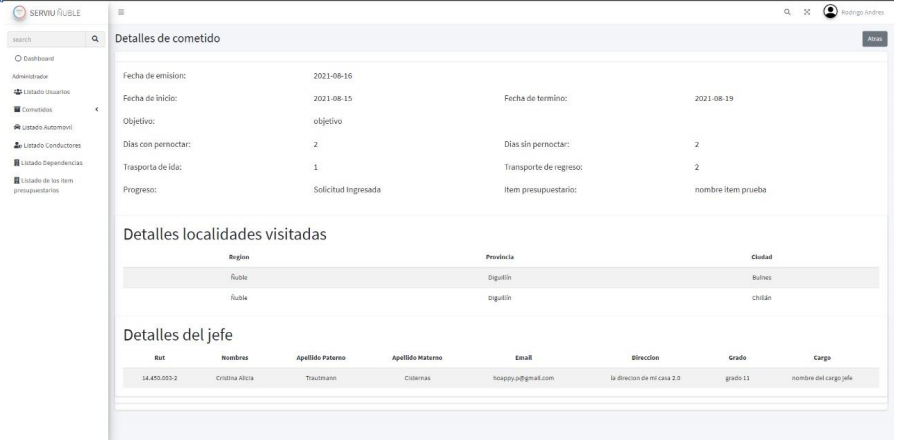 SERVIU ÑUBLE
Rodrigo Andres
search
Dashboard
Administrador
Listado Usuarios
Cometidos
Listado Automovil
Listado Conductores
Listado Dependencias
Listado de los item
presupuestarios
Detalles de cometido
Atras
Fecha de emision: 2021-08-16
Fecha de inicio: 2021-08-15 Fecha de termino: 2021-08-19
Objetivo: objetivo
Dias con pernoctar: 2 Dias sin pernoctar: 2
Trasporta de ida: 1 Transporte de regreso: 2
Progreso: Solicitud Ingresada Item presupuestario: nombre item prueba
Detalles localidades visitadas
Region Provincia Ciudad
Ñuble Diguillín Bulnes
Ñuble Diguillín Chillán
Detalles del jefe
Rut Nombres Apellido Paterno Apellido Materno Email Direccion Grado Cargo
14.450.003-2 Cristina Alicia Trautmann Cisternas hoappy.p@gmail.com la direcion de mi casa 2.0 grado 11 nombre del cargo jefe